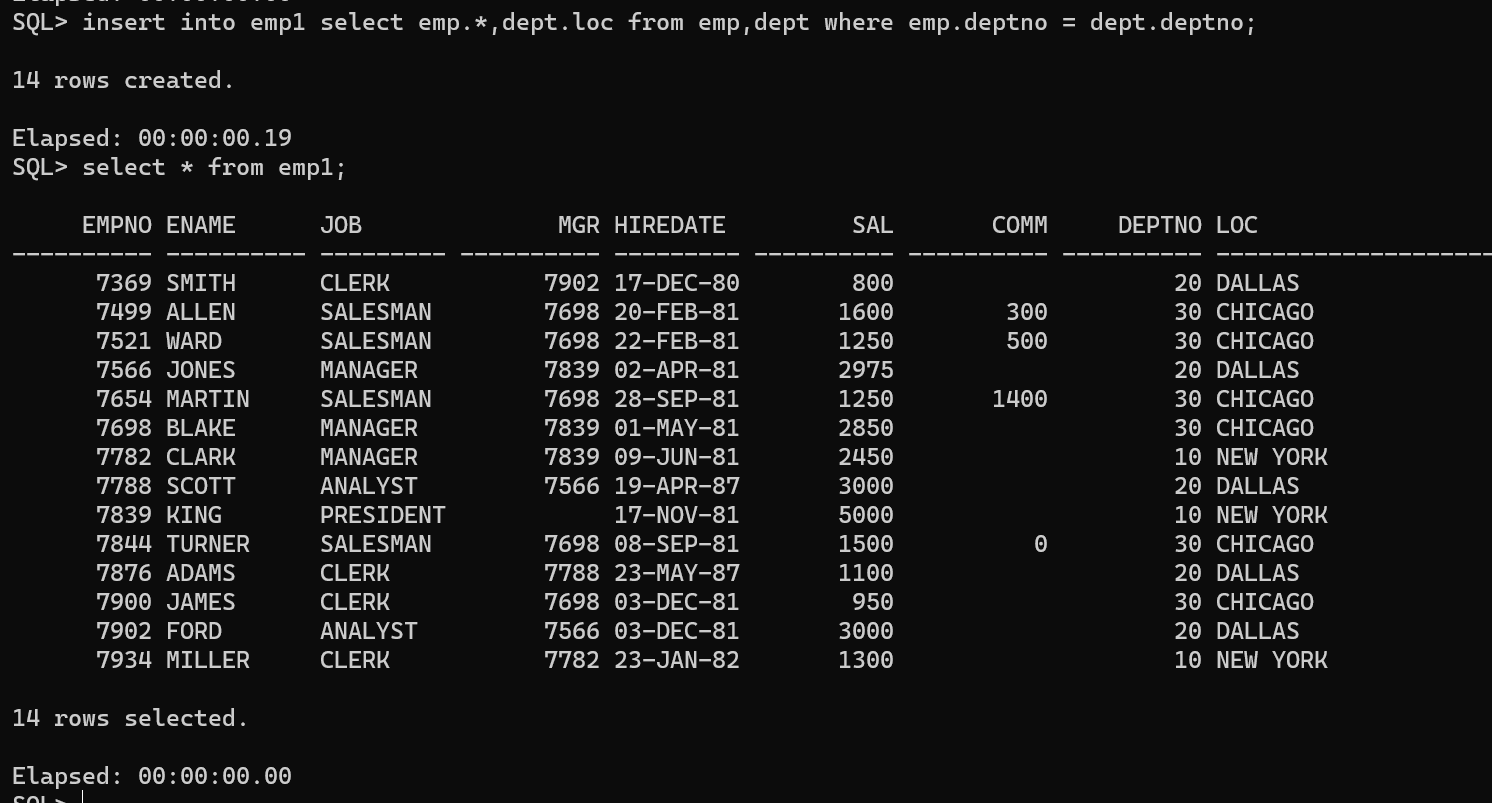 SQL> insert into emp1 select emp.*,dept.loc from emp,dept where emp.deptno = dept.deptno;
14 rows created.
Elapsed: 00:00:00.19
SQL> select * from emp1;
     EMPNO ENAME      JOB              MGR HIREDATE         SAL       COMM     DEPTNO LOC
---------- ---------- --------- ---------- --------- ---------- ---------- ---------- --------------------
      7369 SMITH      CLERK           7902 17-DEC-80        800                    20 DALLAS
      7499 ALLEN      SALESMAN        7698 20-FEB-81       1600        300         30 CHICAGO
      7521 WARD       SALESMAN        7698 22-FEB-81       1250        500         30 CHICAGO
      7566 JONES      MANAGER         7839 02-APR-81       2975                    20 DALLAS
      7654 MARTIN     SALESMAN        7698 28-SEP-81       1250       1400         30 CHICAGO
      7698 BLAKE      MANAGER         7839 01-MAY-81       2850                    30 CHICAGO
      7782 CLARK      MANAGER         7839 09-JUN-81       2450                    10 NEW YORK
      7788 SCOTT      ANALYST         7566 19-APR-87       3000                    20 DALLAS
      7839 KING       PRESIDENT            17-NOV-81       5000                    10 NEW YORK
      7844 TURNER     SALESMAN        7698 08-SEP-81       1500          0         30 CHICAGO
      7876 ADAMS      CLERK           7788 23-MAY-87       1100                    20 DALLAS
      7900 JAMES      CLERK           7698 03-DEC-81        950                    30 CHICAGO
      7902 FORD       ANALYST         7566 03-DEC-81       3000                    20 DALLAS
      7934 MILLER     CLERK           7782 23-JAN-82       1300                    10 NEW YORK
14 rows selected.
Elapsed: 00:00:00.00
SQL>